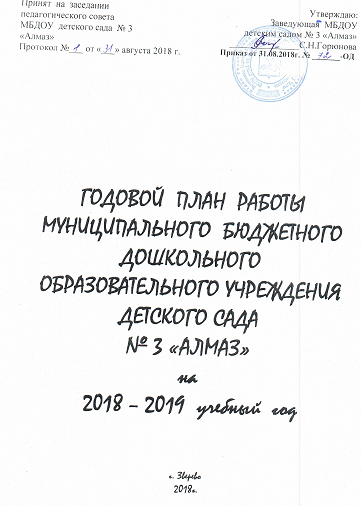 Принят на заседании
педагогического совета
МБДОУ детского сада № 3
«Алмаз»
Протокол № 1 от «31» августа 2018 г.
Утверждаю:
Заведующая МБДОУ
детским садом № 3 «Алмаз»
С.Н.Горюнова
Приказ от 31.08.2018г. № 72 -ОД
ГОДОВОЙ ПЛАН РАБОТЫ
МУНИЦИПАЛЬНОГО БЮДЖЕТНОГО
ДОШКОЛЬНОГО
ОБРАЗОВАТЕЛЬНОГО УЧРЕЖДЕНИЯ
ДЕТСКОГО САДА
№ 3 «АЛМАЗ»
на
2018 – 2019 учебный год
г. Зверево
2018г.